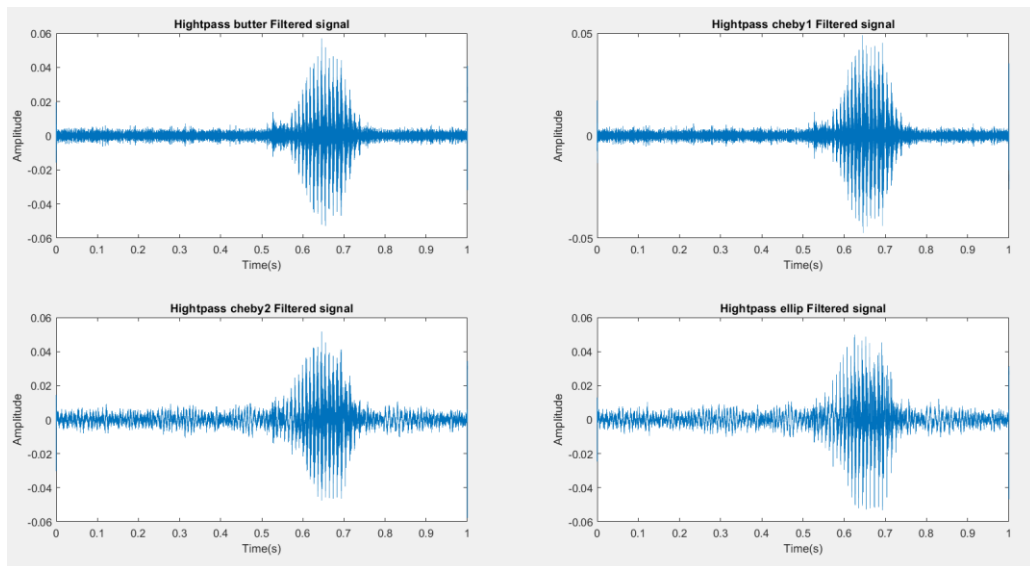 Hightpass butter Filtered signal
0.06
0.04
0.02
0
-0.02
-0.04
-0.06
Amplitude
0 0.1 0.2 0.3 0.4 0.5 0.6 0.7 0.8 0.9 1
Time(s)
Hightpass cheby1 Filtered signal
0.05
0
-0.05
Amplitude
0 0.1 0.2 0.3 0.4 0.5 0.6 0.7 0.8 0.9 1
Time(s)
Hightpass cheby2 Filtered signal
0.06
0.04
0.02
0
-0.02
-0.04
-0.06
Amplitude
0 0.1 0.2 0.3 0.4 0.5 0.6 0.7 0.8 0.9 1
Time(s)
Hightpass ellip Filtered signal
0.06
0.04
0.02
0
-0.02
-0.04
-0.06
Amplitude
0 0.1 0.2 0.3 0.4 0.5 0.6 0.7 0.8 0.9 1
Time(s)